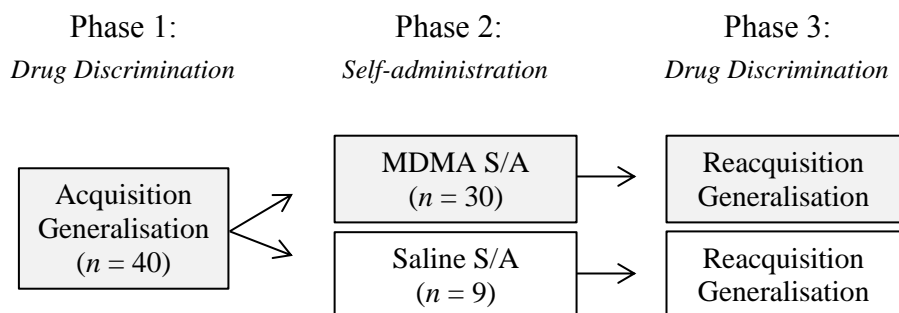 Phase 1:
Drug Discrimination
Phase 2:
Self-administration
Phase 3:
Drug Discrimination
Acquisition
Generalisation
(n = 40)
MDMA S/A
(n = 30)
Saline S/A
(n = 9)
Reacquisition
Generalisation
Reacquisition
Generalisation